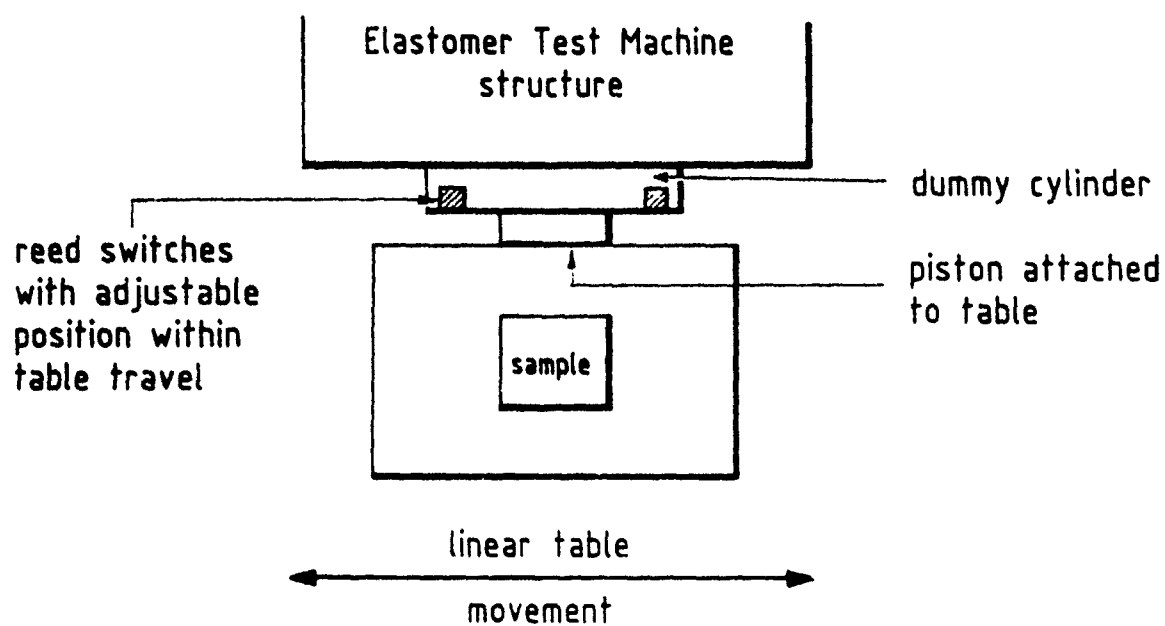 Elastomer Test Machine
structure
dummy cylinder
reed switches
with adjustable
position within
table travel
piston attached
to table
sample
linear table
movement